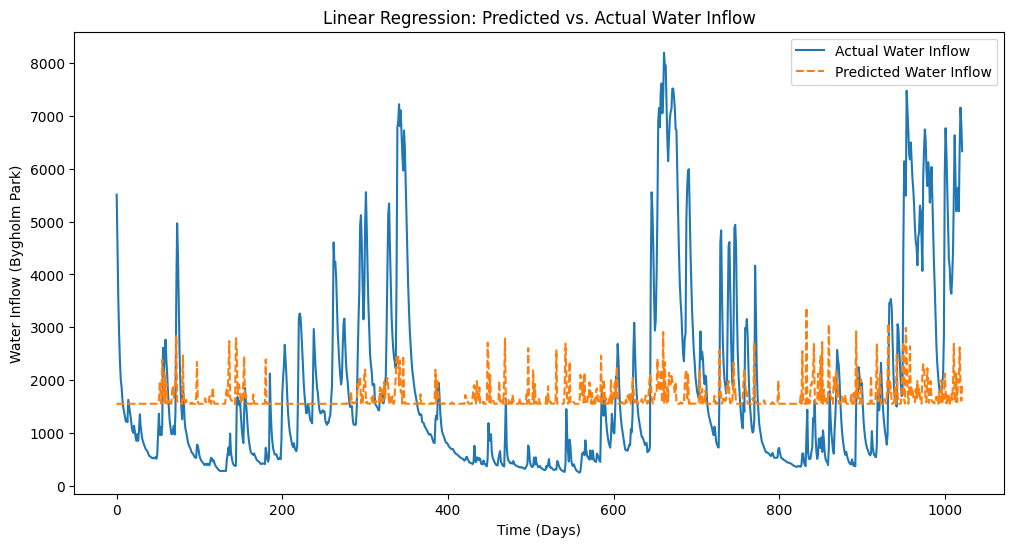 Linear Regression: Predicted vs. Actual Water Inflow
Actual Water Inflow
Predicted Water Inflow
Water Inflow (Bygholm Park)
8000
7000
6000
5000
4000
3000
2000
1000
0
0 200 400 600 800 1000
Time (Days)